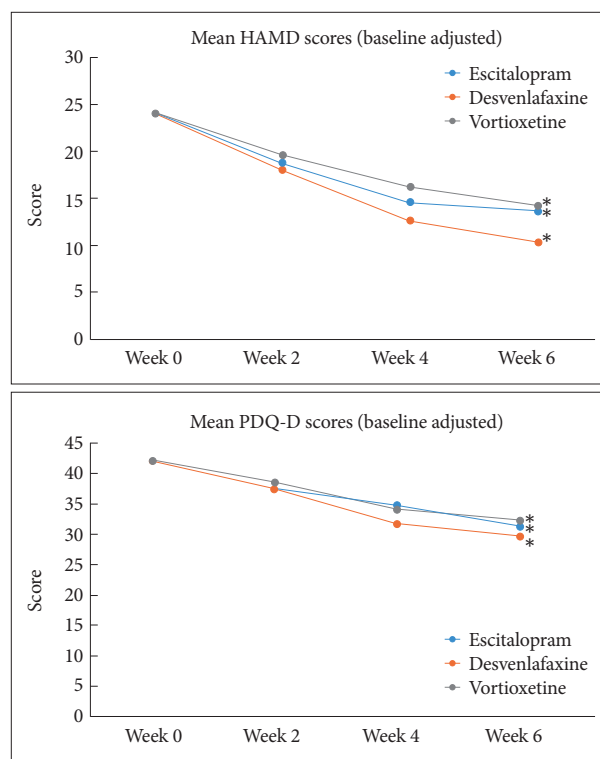 Mean HAMD scores (baseline adjusted)
30
25
20
15
10
5
0
Score
Escitalopram
Desvenlafaxine
Vortioxetine
*
*
*
Week 0 Week 2 Week 4 Week 6
Mean PDQ-D scores (baseline adjusted)
45
40
35
30
25
20
15
10
5
0
Score
*
*
*
Escitalopram
Desvenlafaxine
Vortioxetine
Week 0 Week 2 Week 4 Week 6